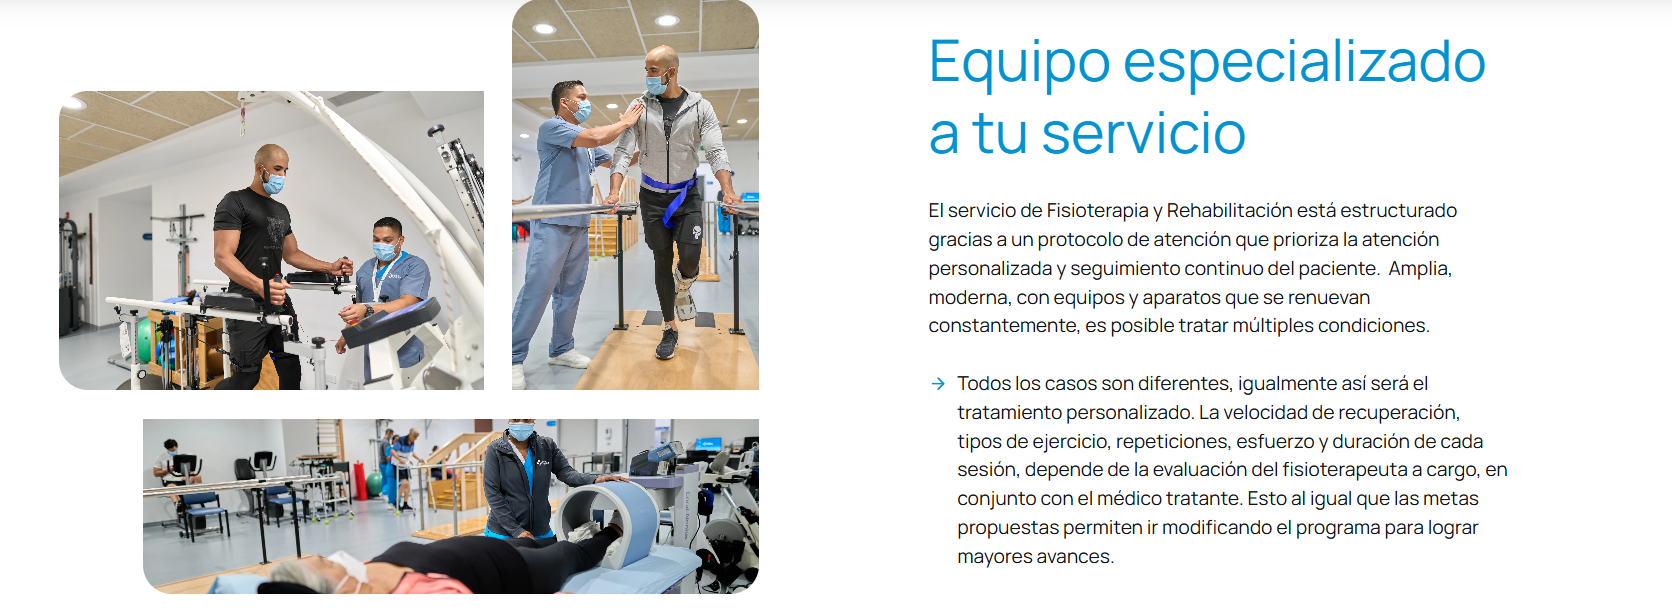 Equipo especializado
a tu servicio
El servicio de Fisioterapia y Rehabilitación está estructurado
gracias a un protocolo de atención que prioriza la atención
personalizada y seguimiento continuo del paciente.  Amplia,
moderna, con equipos y aparatos que se renuevan
constantemente, es posible tratar múltiples condiciones.
→ Todos los casos son diferentes, igualmente así será el
tratamiento personalizado. La velocidad de recuperación,
tipos de ejercicio, repeticiones, esfuerzo y duración de cada
sesión, depende de la evaluación del fisioterapeuta a cargo, en
conjunto con el médico tratante. Esto al igual que las metas
propuestas permiten ir modificando el programa para lograr
mayores avances.